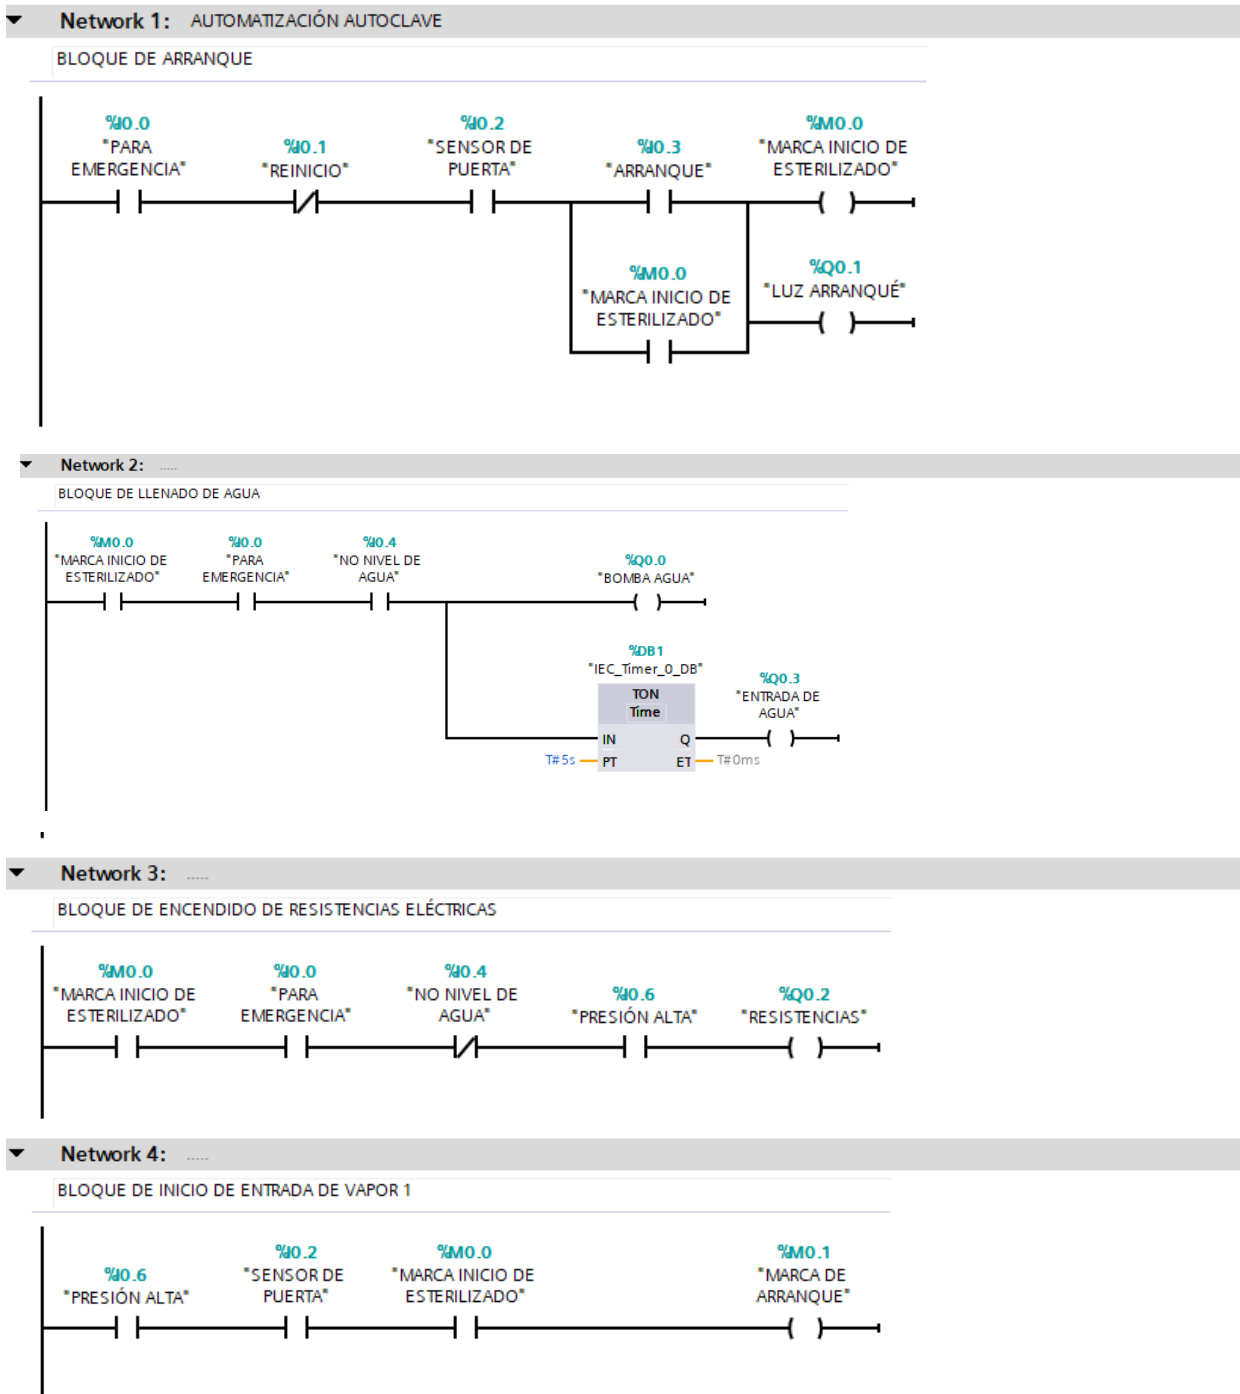 Network 1: AUTOMATIZACIÓN AUTOCLAVE
BLOQUE DE ARRANQUE
%I0.0
"PARA
EMERGENCIA"
%I0.1
"REINICIO"
%I0.2
"SENSOR DE
PUERTA"
%I0.3
"ARRANQUE"
%M0.0
"MARCA INICIO DE
ESTERILIZADO"
%M0.0
"MARCA INICIO DE
ESTERILIZADO"
%Q0.1
"LUZ ARRANQUÉ"
Network 2: .....
BLOQUE DE LLENADO DE AGUA
%M0.0
"MARCA INICIO DE
ESTERILIZADO"
%I0.0
"PARA
EMERGENCIA"
%I0.4
"NO NIVEL DE
AGUA"
%Q0.0
"BOMBA AGUA"
%DB1
"IEC_Timer_0_DB"
TON
Time
IN
Q
T#5s
PT
ET
T#0ms
%Q0.3
"ENTRADA DE
AGUA"
Network 3: .....
BLOQUE DE ENCENDIDO DE RESISTENCIAS ELÉCTRICAS
%M0.0
"MARCA INICIO DE
ESTERILIZADO"
%I0.0
"PARA
EMERGENCIA"
%I0.4
"NO NIVEL DE
AGUA"
%I0.6
"PRESIÓN ALTA"
%Q0.2
"RESISTENCIAS"
Network 4: .....
BLOQUE DE INICIO DE ENTRADA DE VAPOR 1
%I0.6
"PRESIÓN ALTA"
%I0.2
"SENSOR DE
PUERTA"
%M0.0
"MARCA INICIO DE
ESTERILIZADO"
%M0.1
"MARCA DE
ARRANQUE"